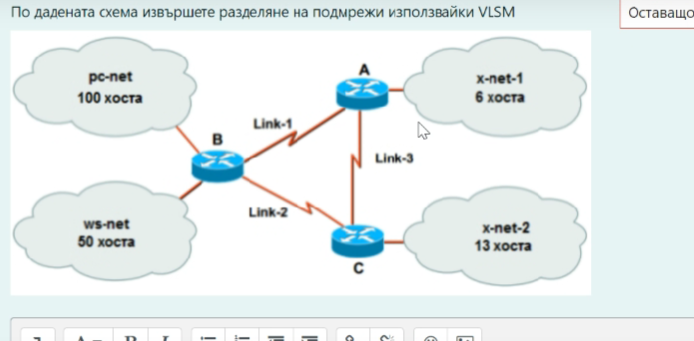 По дадената схема извършете разделяне на подмрежи използвайки VLSM
Оставащо
pc-net
100 хоста
A
x-net-1
6 хоста
Link-1
B
Link-3
Link-2
ws-net
50 хоста
x-net-2
13 хоста
C